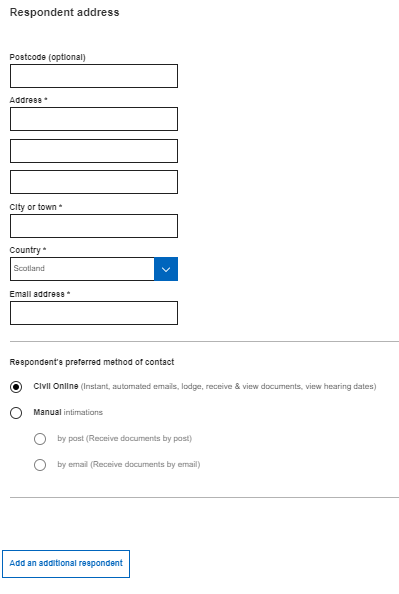 Respondent address
Postcode (optional)
Address *
City or town *
Country *
Scotland
Email address *
Respondent's preferred method of contact
Civil Online (Instant, automated emails, lodge, receive & view documents, view hearing dates)
Manual intimations
by post (Receive documents by post)
by email (Receive documents by email)
Add an additional respondent